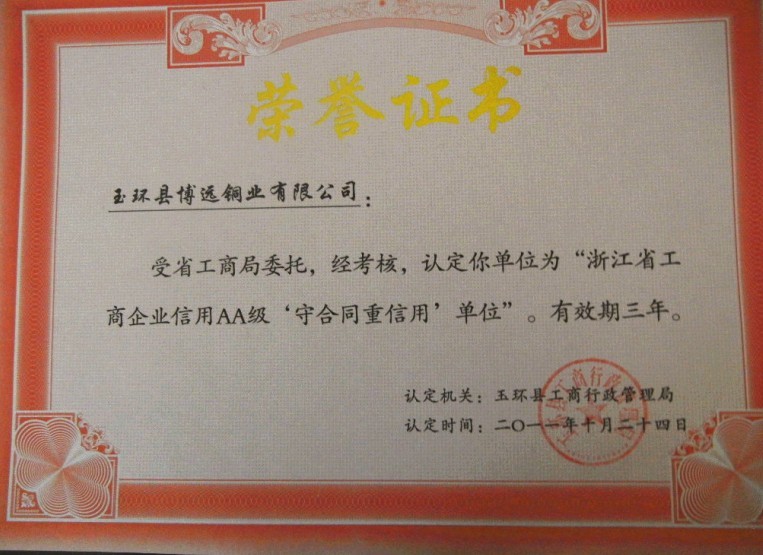 荣誉证书
玉环县博远铜业有限公司：
受省工商局委托，经考核，认定你单位为“浙江省工
商企业信用AA级‘守合同重信用’单位”。有效期三年。
认定机关：玉环县工商行政管理局
认定时间：二〇一一年十月二十四日